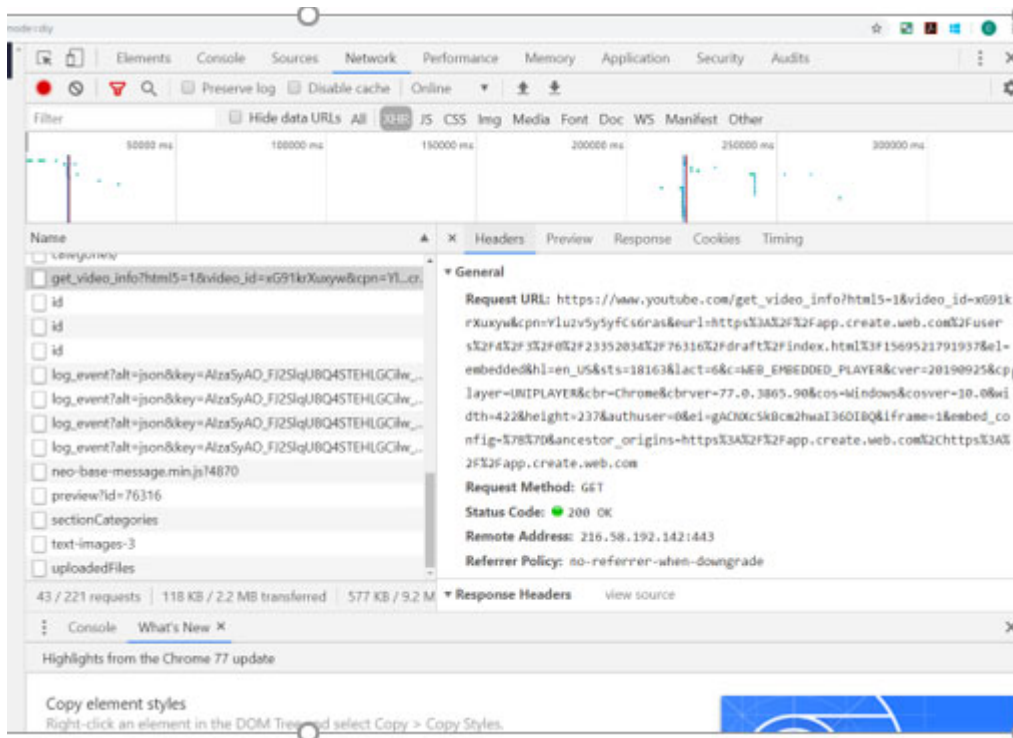 mode=diy
Elements Console Sources Network Performance Memory Application Security Audits
Preserve log Disable cache Online
Filter Hide data URLs All XHR JS CSS Img Media Font Doc WS Manifest Other
50000 ms 100000 ms 150000 ms 200000 ms 250000 ms 300000 ms
Name
Headers Preview Response Cookies Timing
categories/
get_video_info?html5=1&video_id=xG91krXuxyw&cpn=Yl...cr.
id
id
id
log_event?alt=json&key=
log_event?alt=json&key=
log_event?alt=json&key=
log_event?alt=json&key=
neo-base-message.min.js?4870
preview?id=76316
sectionCategories
text-images-3
uploadedFiles
43 / 221 requests 118 KB / 2.2 MB transferred 577 KB / 9.2 M
General
Request URL: https://www.youtube.com/get_video_info?html5=1&video_id=xG91k
rXuxyw&cpn=Yluzv5y5yfCs6ras&eurl=https%3A%2F%2Fapp.create.web.com%2Fuser
s%2F4%2F3%2F0%2F23352034%2F76316%2Fdraft%2Findex.html%3F1569521791937&el=
embedded&hl=en_US&sts=18163&lact=6&c=WEB_EMBEDDED_PLAYER&cver=20190925&cp
layer=UNIPLAYER&cbr=Chrome&cbrver=77.0.3865.90&cos=Windows&cosver=10.0&wi
dth=422&height=237&authuser=0&iframe=1&embed_co
nfig=%7B%7D&ancestor_origins=https%3A%2F%2Fapp.create.web.com%2Chttps%3A%
2F%2Fapp.create.web.com
Request Method: GET
Status Code: 200 OK
Remote Address: 216.58.192.142:443
Referrer Policy: no-referrer-when-downgrade
Response Headers view source
Console What's New
Highlights from the Chrome 77 update
Copy element styles
Right-click an element in the DOM Tree and select Copy > Copy Styles.